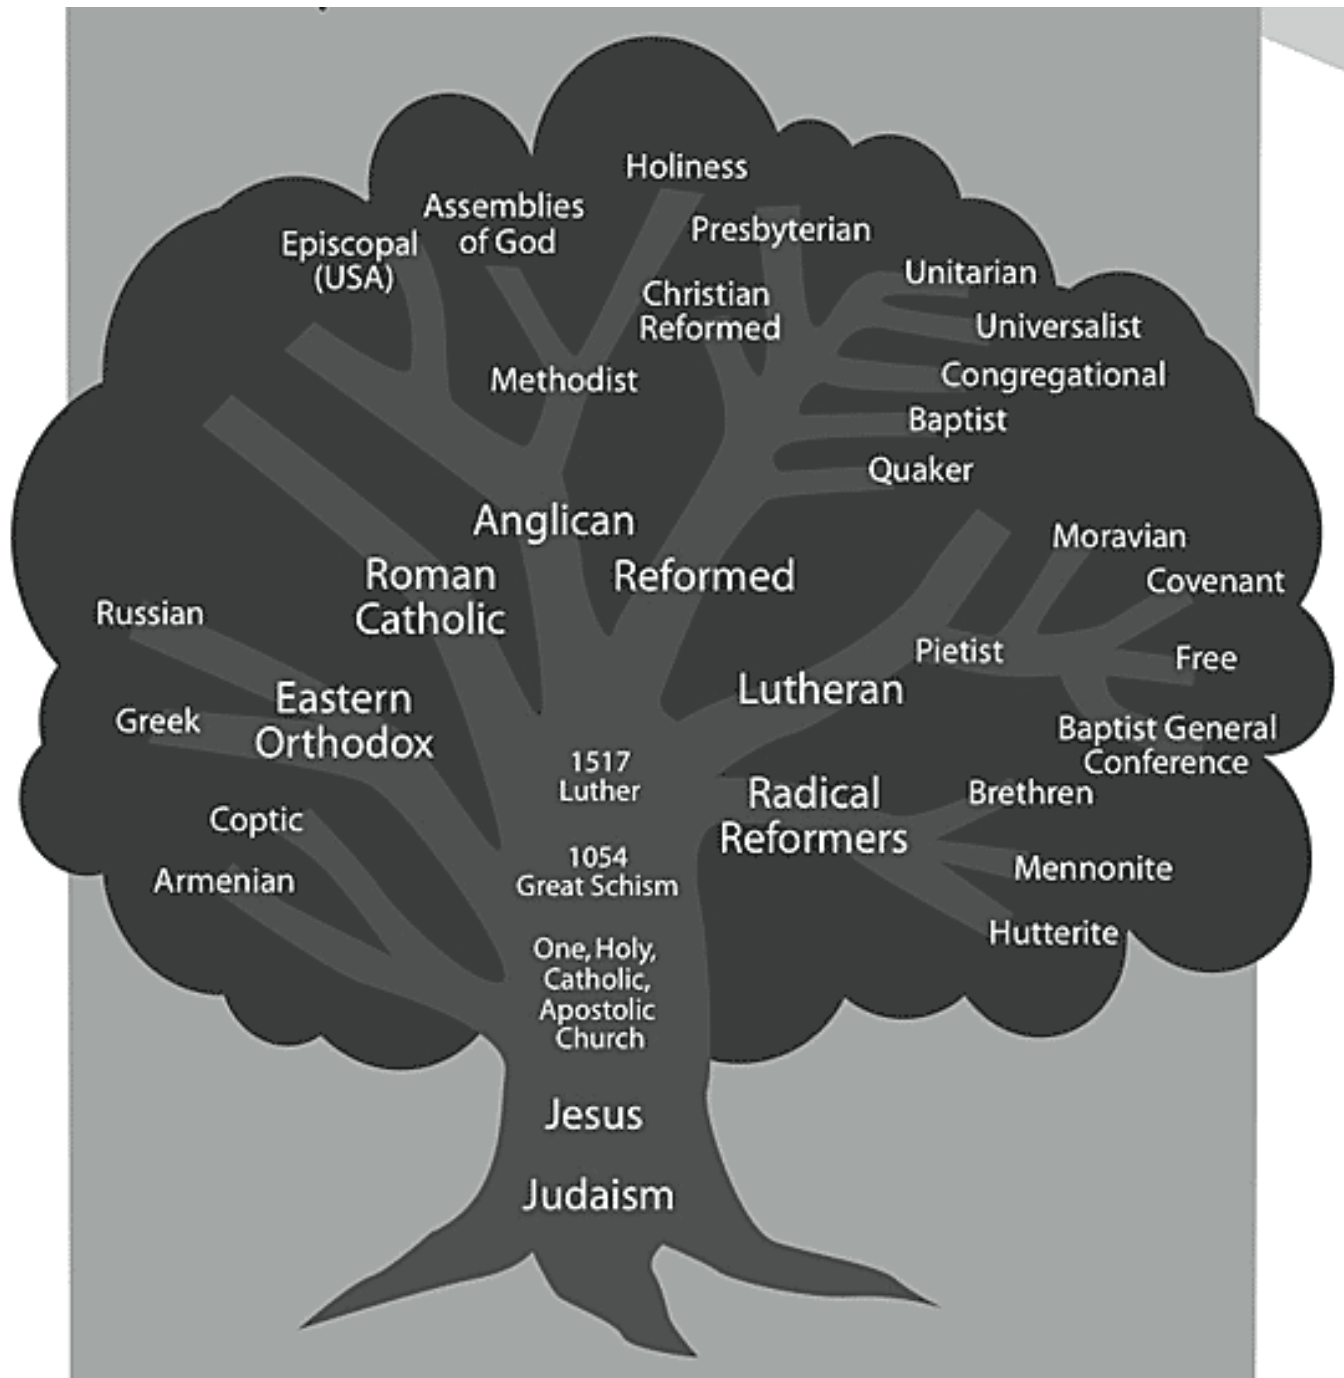 Holiness
Assemblies
of God
Episcopal
(USA)
Presbyterian
Unitarian
Christian
Reformed
Universalist
Methodist
Congregational
Baptist
Quaker
Anglican
Moravian
Roman
Catholic
Reformed
Covenant
Russian
Pietist
Free
Eastern
Orthodox
Lutheran
Greek
Baptist General
Conference
1517
Luther
Radical
Reformers
Brethren
Coptic
1054
Great Schism
Mennonite
Armenian
Hutterite
One, Holy,
Catholic,
Apostolic
Church
Jesus
Judaism